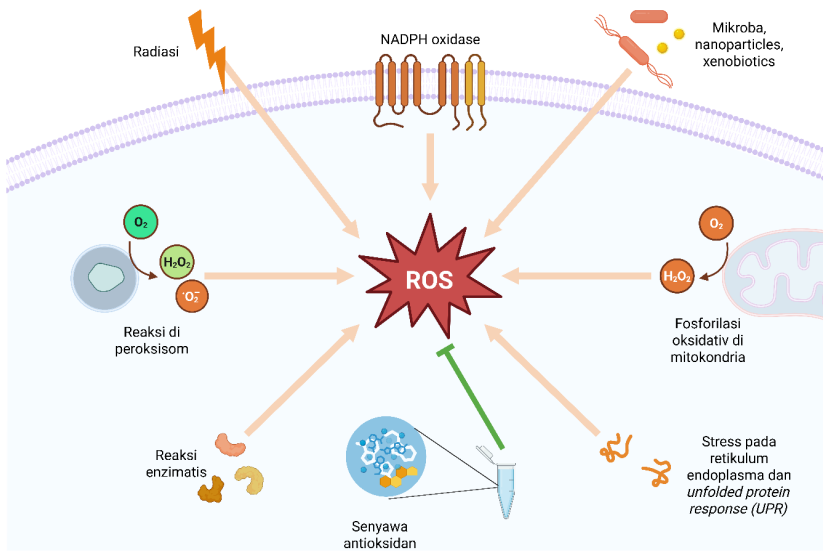 Radiasi
NADPH oxidase
Mikroba,
nanoparticles,
xenobiotics
O₂
H₂O₂
·O₂⁻
Reaksi di
peroksisom
ROS
O₂
H₂O₂
Fosforilasi
oksidativ di
mitokondria
Reaksi
enzimatis
Senyawa
antioksidan
Stress pada
retikulum
endoplasma dan
unfolded protein
response (UPR)